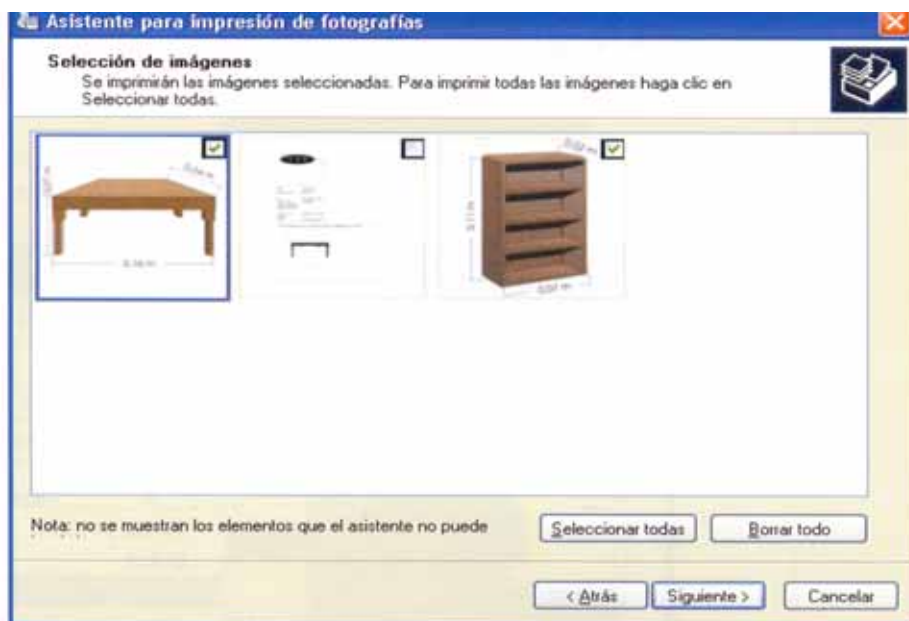 Asistente para impresión de fotografías
Selección de imágenes
Se imprimirán las imágenes seleccionadas. Para imprimir todas las imágenes haga clic en
Seleccionar todas.
Nota: no se muestran los elementos que el asistente no puede
Seleccionar todas
Borrar todo
< Atrás
Siguiente >
Cancelar